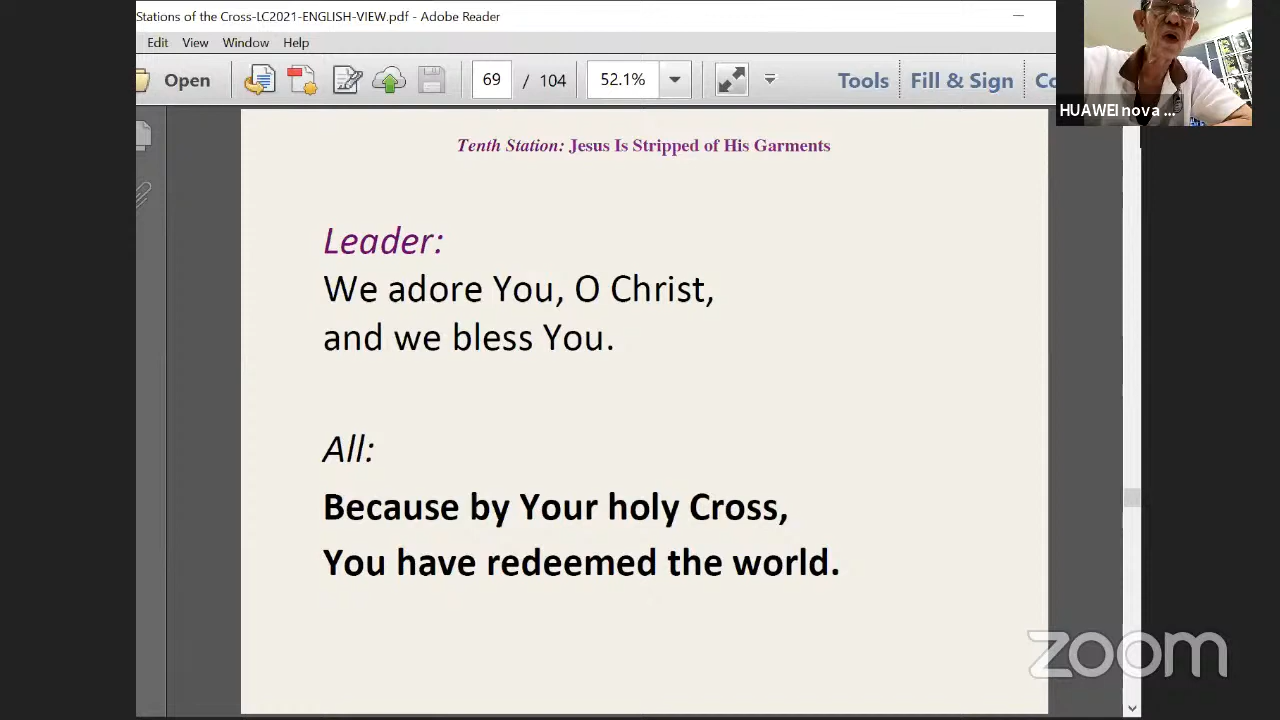 Stations of the Cross-LC2021-ENGLISH-VIEW.pdf - Adobe Reader
Edit View Window Help
Open 69 / 104 52.1% Tools Fill & Sign Co
HUAWEI nova ...
Tenth Station: Jesus Is Stripped of His Garments
Leader:
We adore You, O Christ,
and we bless You.
All:
Because by Your holy Cross,
You have redeemed the world.
zoom